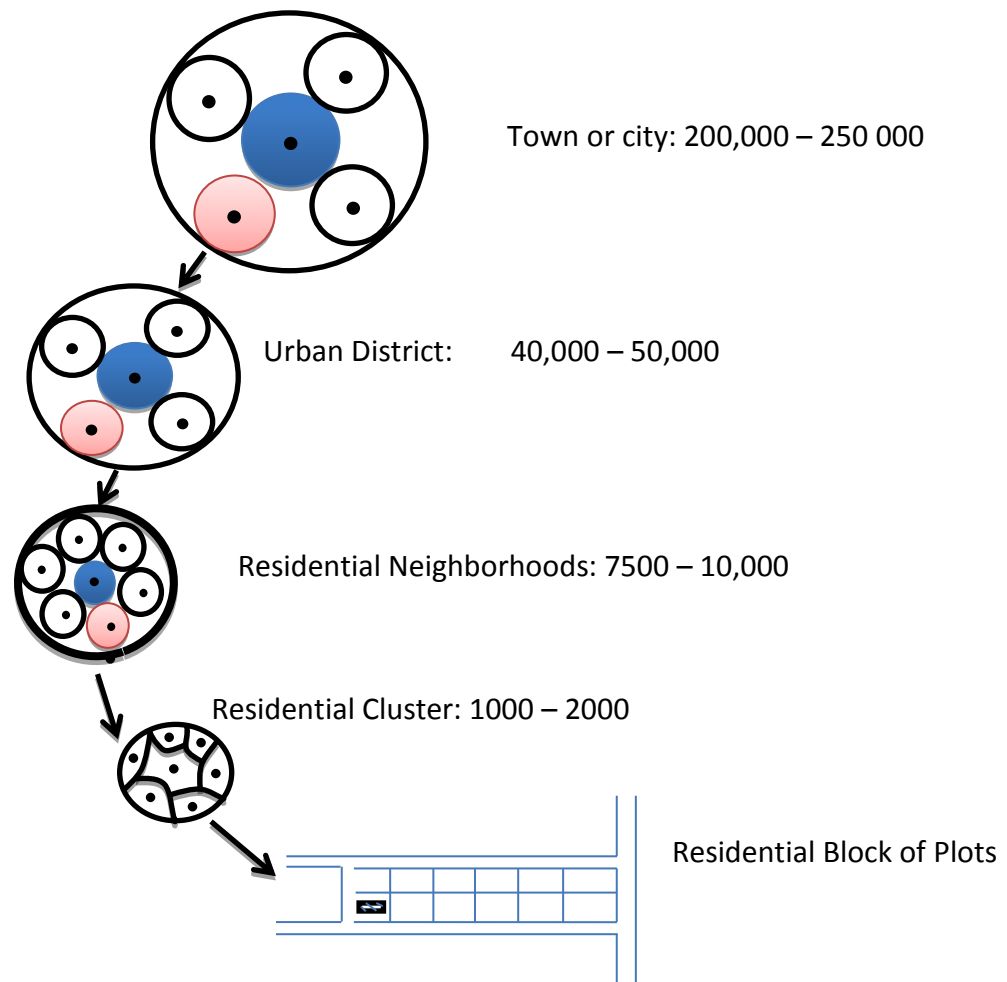 Town or city: 200,000 – 250 000
Urban District: 40,000 – 50,000
Residential Neighborhoods: 7500 – 10,000
Residential Cluster: 1000 – 2000
Residential Block of Plots